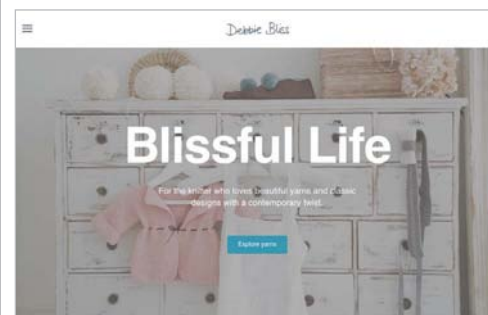 Debbie Bliss
Blissful Life
For the knitter who loves beautiful yarns and classic
designs with a contemporary twist.
Explore yarns